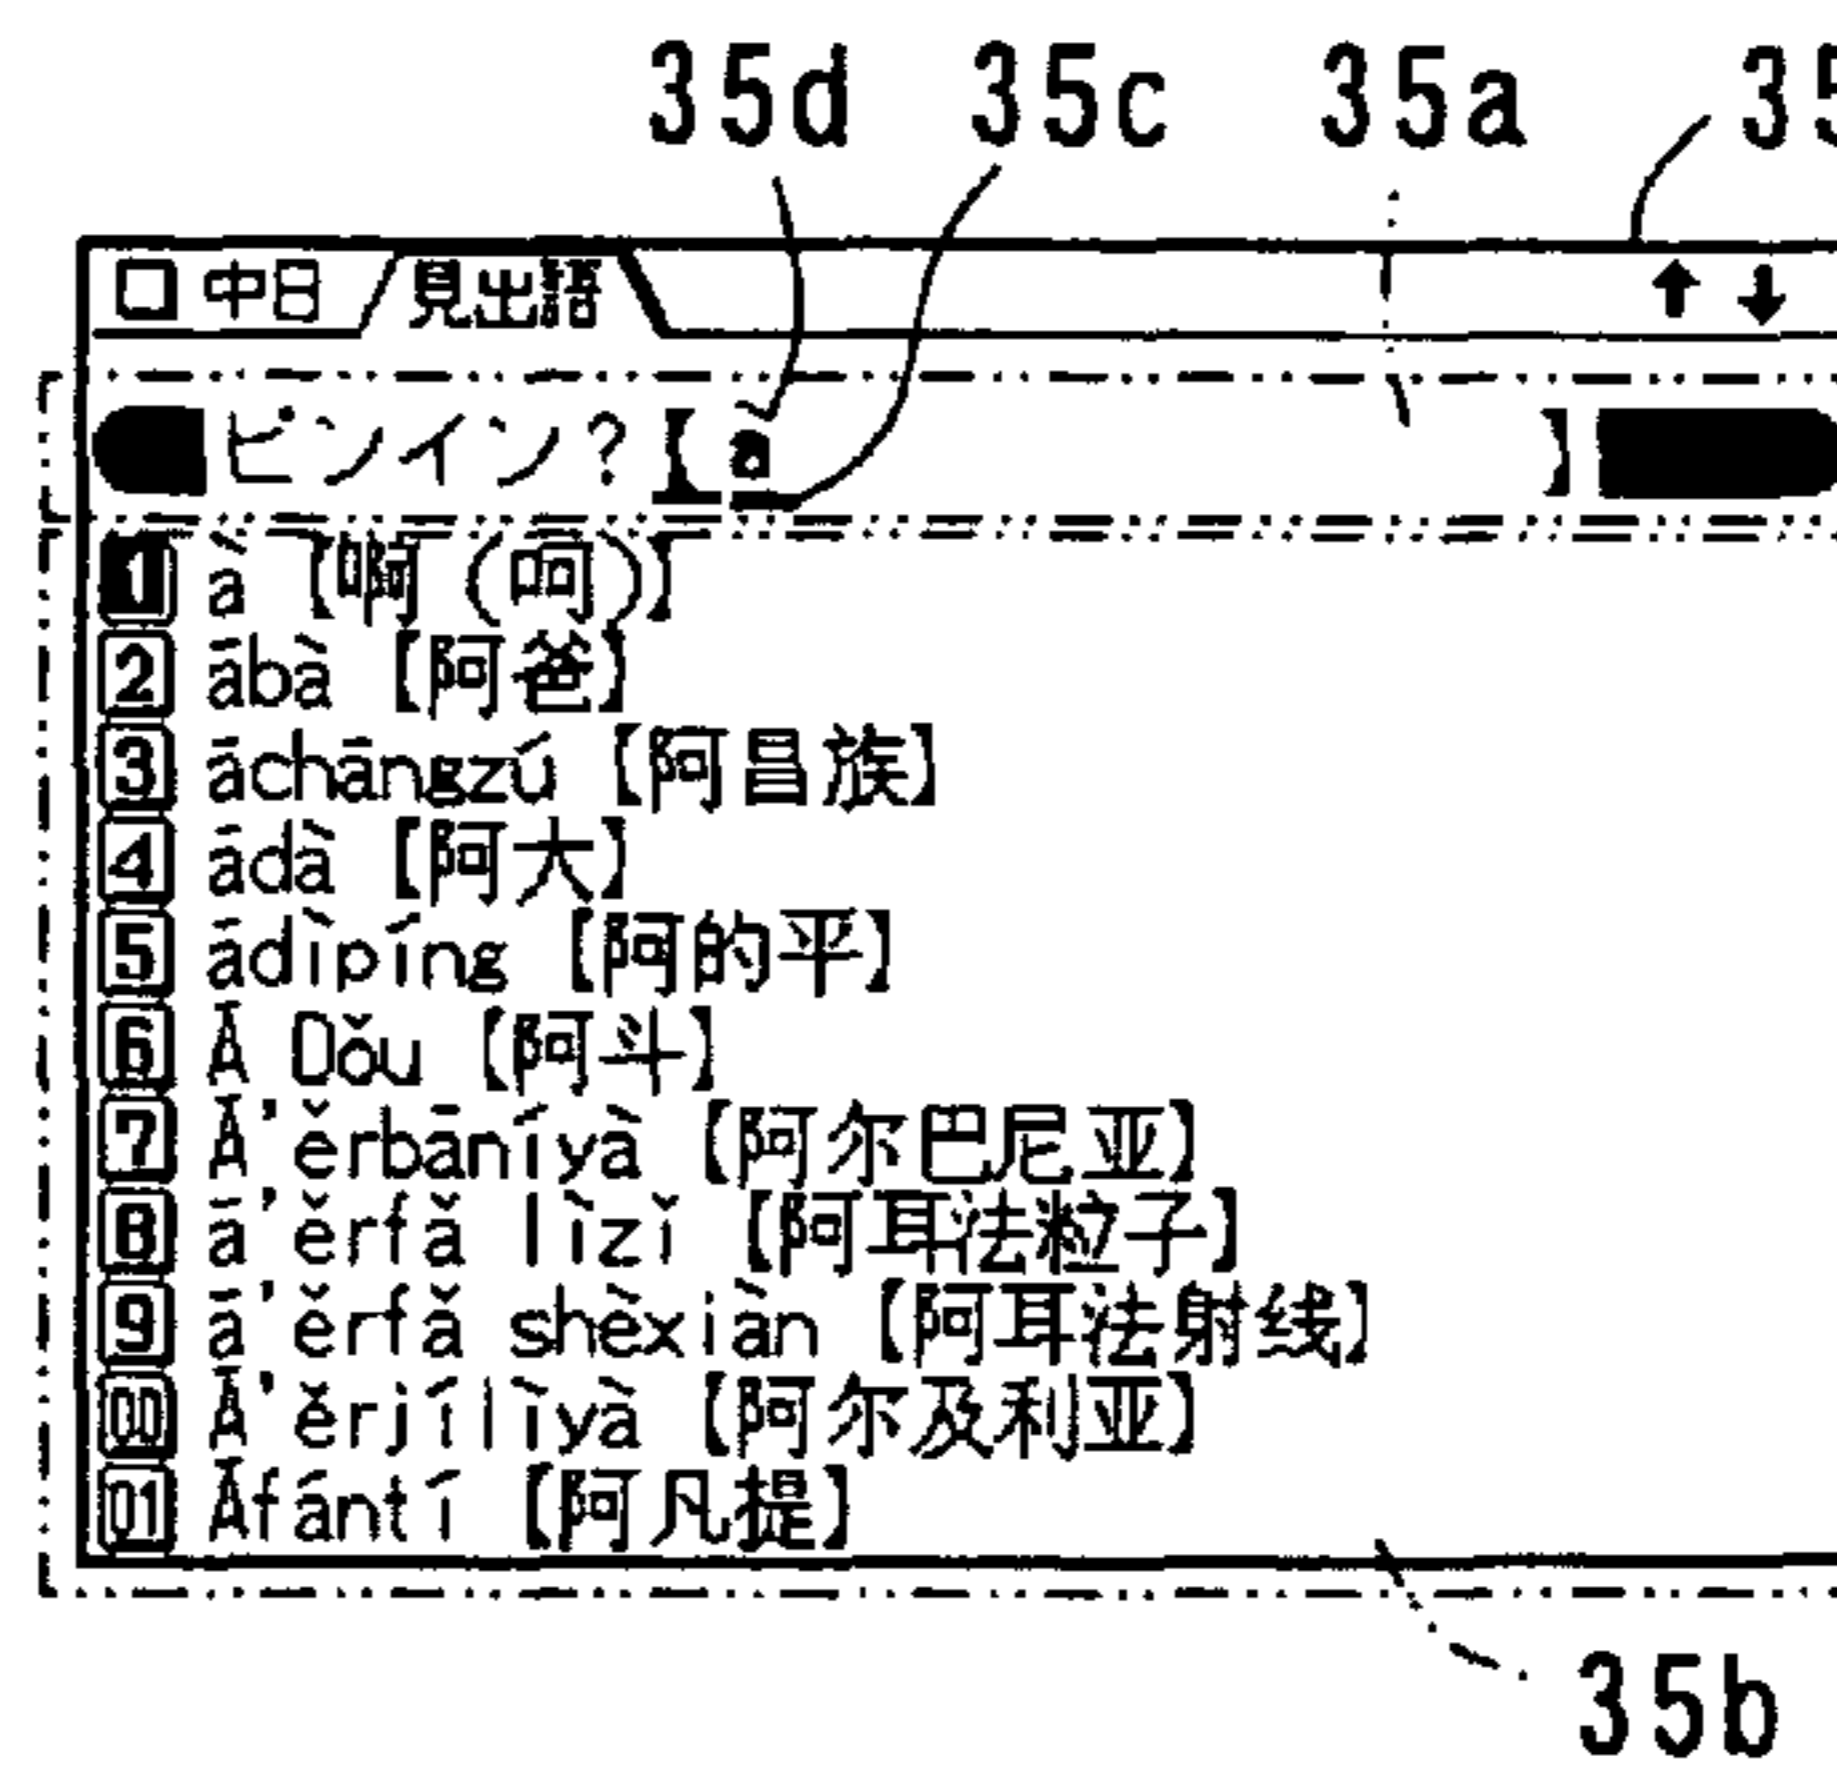 35d 35c 35a 35
中日 見出語 ↑ ↓
ピンイン?【a 】
1 à 【啊(呵)】
2 ābà 【阿爸】
3 āchāngzú 【阿昌族】
4 ādà 【阿大】
5 ādìpíng 【阿的平】
6 Ā Dǒu 【阿斗】
7 Ā'ěrbāníyà 【阿尔巴尼亚】
8 ā'ěrfǎ lìzǐ 【阿耳法粒子】
9 ā'ěrfǎ shèxiàn 【阿耳法射线】
Ā'ěrjílìyà 【阿尔及利亚】
01 Āfántí 【阿凡提】
35b